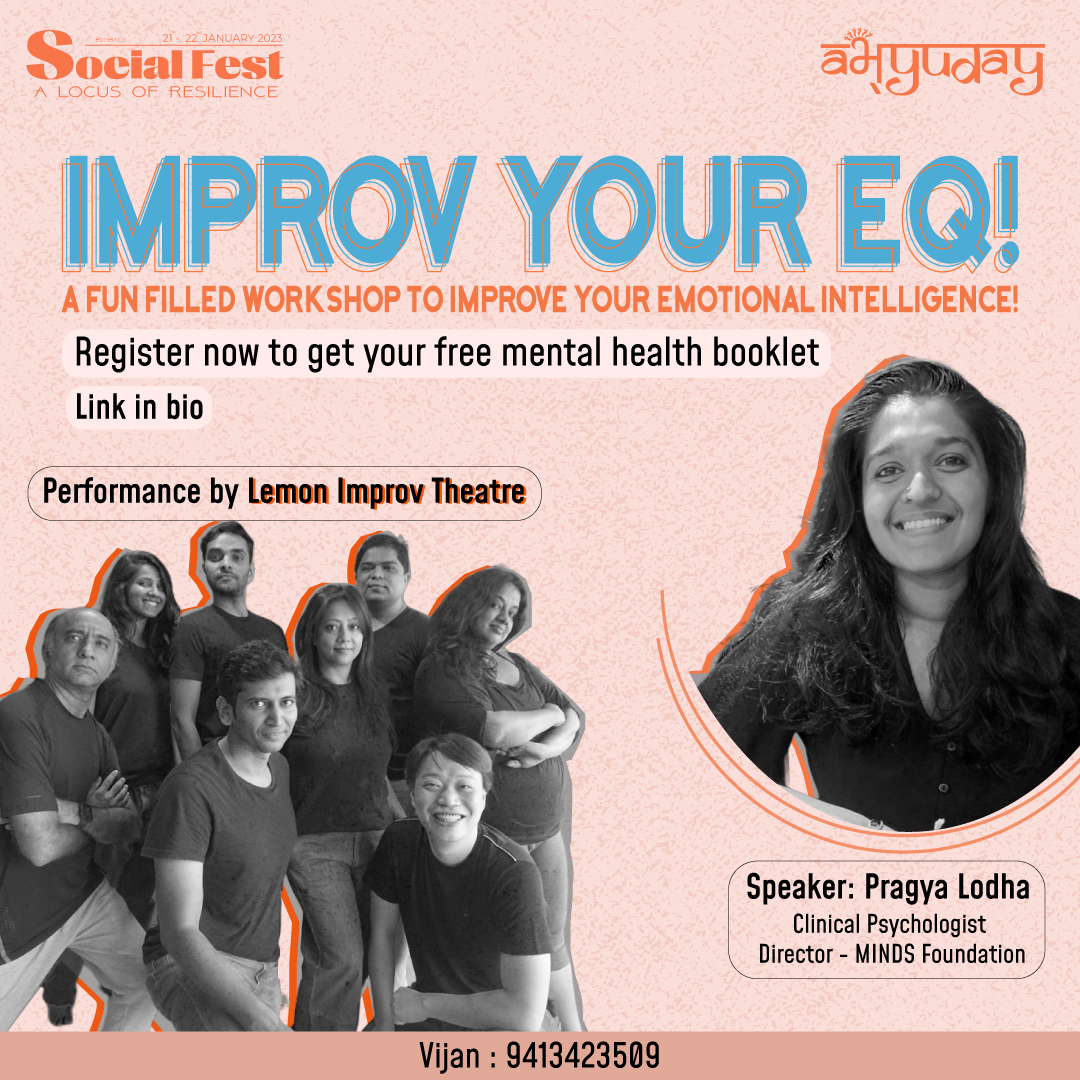 21 - 22 JANUARY 2023
Social Fest
A LOCUS OF RESILIENCE
aभyuday
IMPROV YOUR EQ!
A FUN FILLED WORKSHOP TO IMPROVE YOUR EMOTIONAL INTELLIGENCE!
Register now to get your free mental health booklet
Link in bio
Performance by Lemon Improv Theatre
Speaker: Pragya Lodha
Clinical Psychologist
Director - MINDS Foundation
Vijan : 9413423509